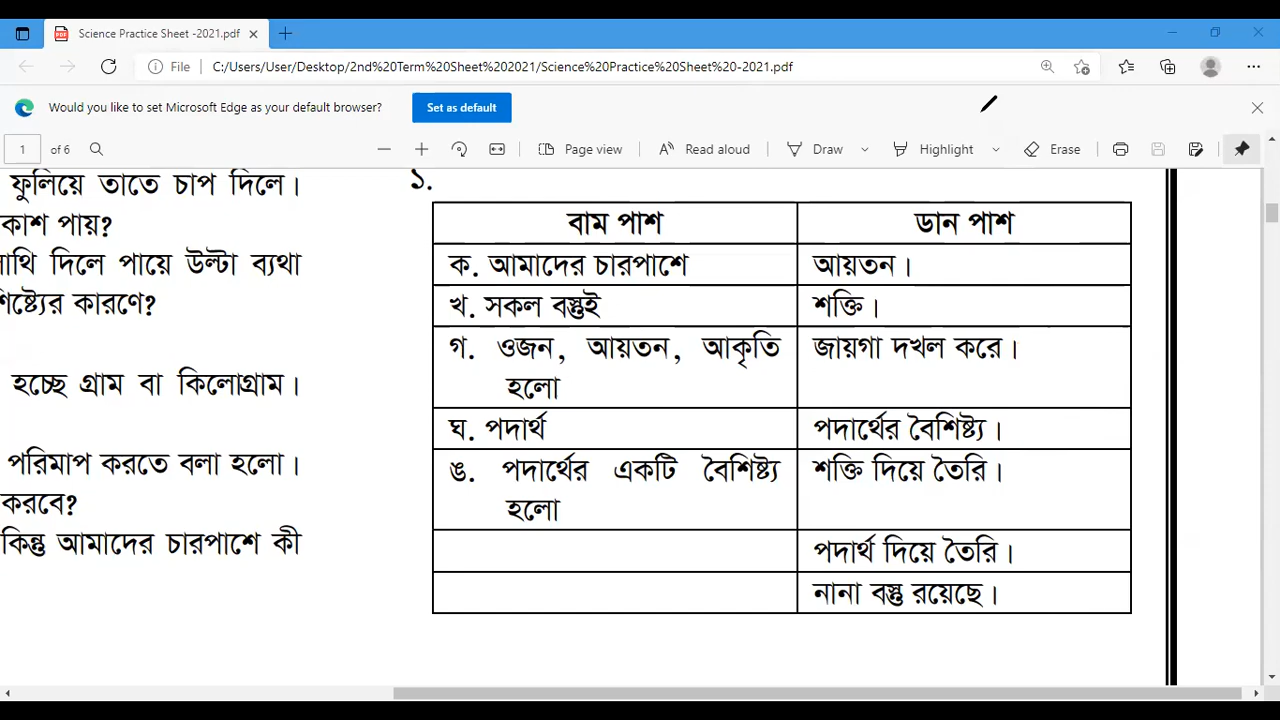 Science Practice Sheet -2021.pdf
File C:/Users/User/Desktop/2nd%20Term%20Sheet%202021/Science%20Practice%20Sheet%20-2021.pdf
Would you like to set Microsoft Edge as your default browser? Set as default
1 of 6 Page view Read aloud Draw Highlight Erase
ফুলিয়ে তাতে চাপ দিলে।
কাশ পায়?
াথি দিলে পায়ে উল্টা ব্যথা
শিষ্ট্যের কারণে?
হচ্ছে গ্রাম বা কিলোগ্রাম।
পরিমাপ করতে বলা হলো।
করবে?
কিন্তু আমাদের চারপাশে কী
১.
বাম পাশ ডান পাশ
ক. আমাদের চারপাশে আয়তন।
খ. সকল বস্তুই শক্তি।
গ. ওজন, আয়তন, আকৃতি জায়গা দখল করে।
হলো
ঘ. পদার্থ পদার্থের বৈশিষ্ট্য।
ঙ. পদার্থের একটি বৈশিষ্ট্য শক্তি দিয়ে তৈরি।
হলো
পদার্থ দিয়ে তৈরি।
নানা বস্তু রয়েছে।